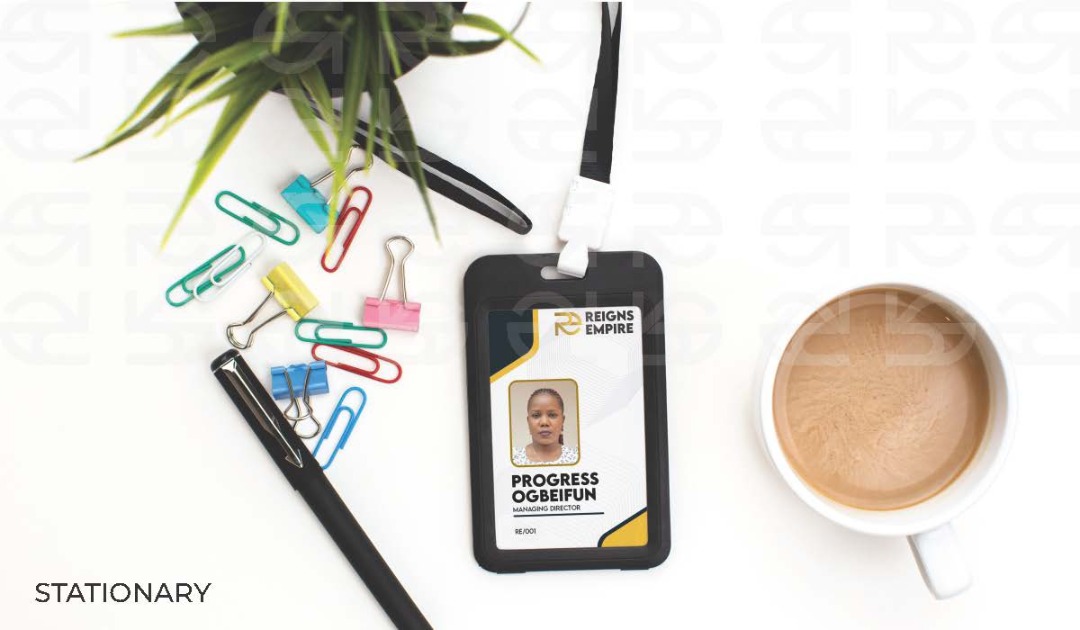 REIGNS
EMPIRE
PROGRESS
OGBEIFUN
MANAGING DIRECTOR
RE/001
STATIONARY